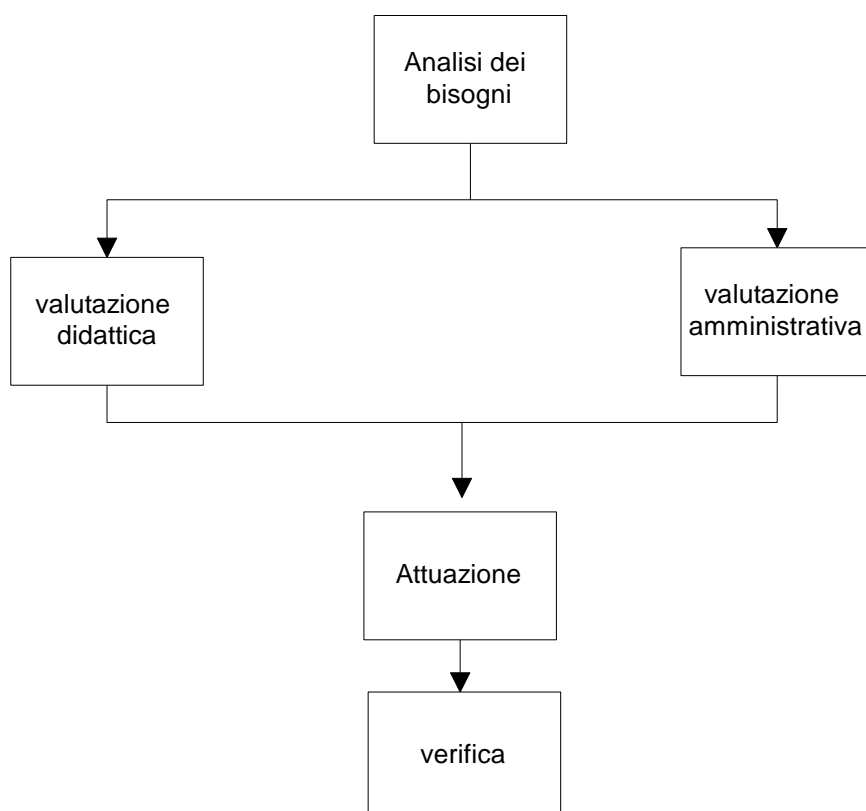 Analisi dei
bisogni
valutazione
didattica
valutazione
amministrativa
Attuazione
verifica